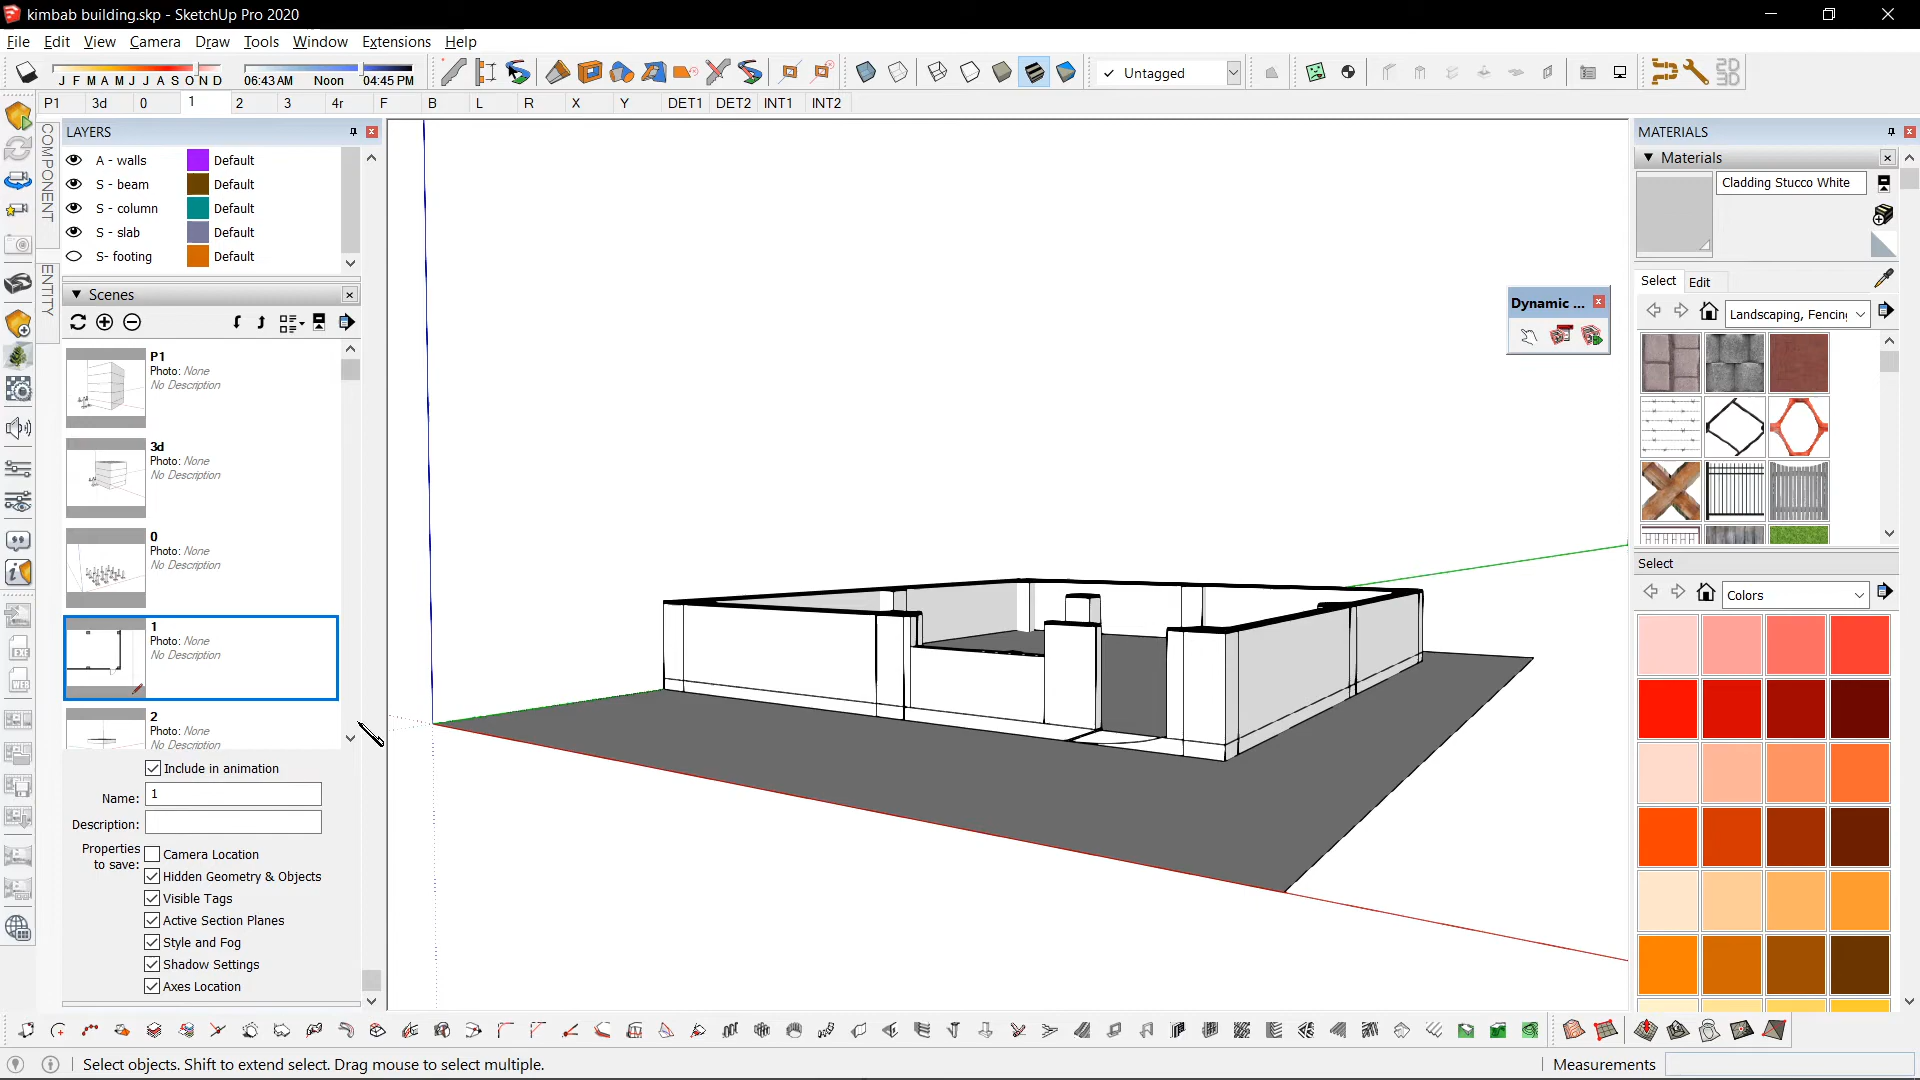 kimbab building.skp - SketchUp Pro 2020
File Edit View Camera Draw Tools Window Extensions Help
J F M A M J J A S O N D
06:43 AM Noon 04:45 PM
Untagged
P1 3d 0 1 2 3 4r F B L R X Y DET1 DET2 INT1 INT2
COMPONENT
ENTITY
LAYERS
A - walls Default
S - beam Default
S - column Default
S - slab Default
S- footing Default
Scenes
P1
Photo: None
No Description
3d
Photo: None
No Description
0
Photo: None
No Description
1
Photo: None
No Description
2
Photo: None
No Description
Include in animation
Name: 1
Description:
Properties to save:
Camera Location
Hidden Geometry & Objects
Visible Tags
Active Section Planes
Style and Fog
Shadow Settings
Axes Location
Dynamic ...
MATERIALS
Materials
Cladding Stucco White
Select Edit
Landscaping, Fencin
Select
Colors
EXE
WEB
2D
3D
Select objects. Shift to extend select. Drag mouse to select multiple.
Measurements